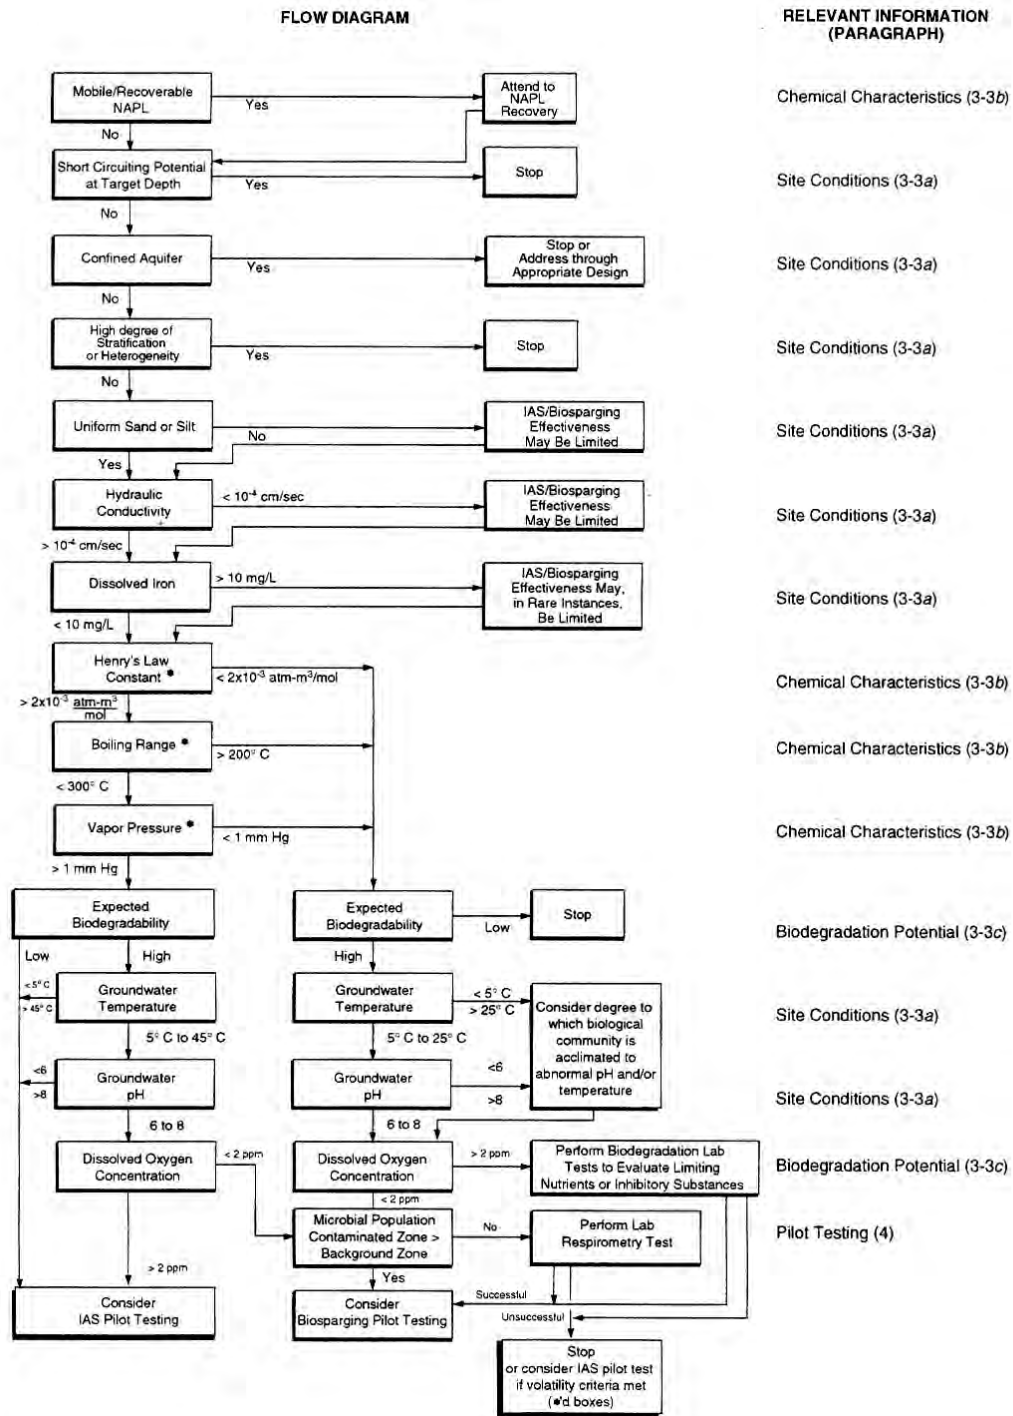 FLOW DIAGRAM
RELEVANT INFORMATION
(PARAGRAPH)
Mobile/Recoverable
NAPL
Yes
Attend to
NAPL
Recovery
Chemical Characteristics (3-3b)
No
Short Circuiting Potential
at Target Depth
Yes
Stop
Site Conditions (3-3a)
No
Confined Aquifer
Yes
Stop or
Address through
Appropriate Design
Site Conditions (3-3a)
No
High degree of
Stratification
or Heterogeneity
Yes
Stop
Site Conditions (3-3a)
No
Uniform Sand or Silt
No
IAS/Biosparging
Effectiveness
May Be Limited
Site Conditions (3-3a)
Yes
Hydraulic
Conductivity
< 10⁻⁴ cm/sec
IAS/Biosparging
Effectiveness
May Be Limited
Site Conditions (3-3a)
> 10⁻⁴ cm/sec
Dissolved Iron
> 10 mg/L
IAS/Biosparging
Effectiveness May,
in Rare Instances,
Be Limited
Site Conditions (3-3a)
< 10 mg/L
Henry's Law
Constant *
< 2x10⁻³ atm-m³/mol
Chemical Characteristics (3-3b)
> 2x10⁻³ atm-m³
mol
Boiling Range *
> 200° C
Chemical Characteristics (3-3b)
< 300° C
Vapor Pressure *
< 1 mm Hg
Chemical Characteristics (3-3b)
> 1 mm Hg
Expected
Biodegradability
Expected
Biodegradability
Low
Stop
Biodegradation Potential (3-3c)
Low
High
High
< 5° C
> 45° C
Groundwater
Temperature
Groundwater
Temperature
< 5° C
> 25° C
Consider degree to
which biological
community is
acclimated to
abnormal pH and/or
temperature
Site Conditions (3-3a)
5° C to 45° C
5° C to 25° C
<6
>8
Groundwater
pH
Groundwater
pH
<6
>8
Site Conditions (3-3a)
6 to 8
6 to 8
Dissolved Oxygen
Concentration
< 2 ppm
Dissolved Oxygen
Concentration
> 2 ppm
Perform Biodegradation Lab
Tests to Evaluate Limiting
Nutrients or Inhibitory Substances
Biodegradation Potential (3-3c)
< 2 ppm
Microbial Population
Contaminated Zone >
Background Zone
No
Perform Lab
Respirometry Test
Pilot Testing (4)
> 2 ppm
Yes
Consider
IAS Pilot Testing
Consider
Biosparging Pilot Testing
Successful
Unsuccessful
Stop
or consider IAS pilot test
if volatility criteria met
(*'d boxes)